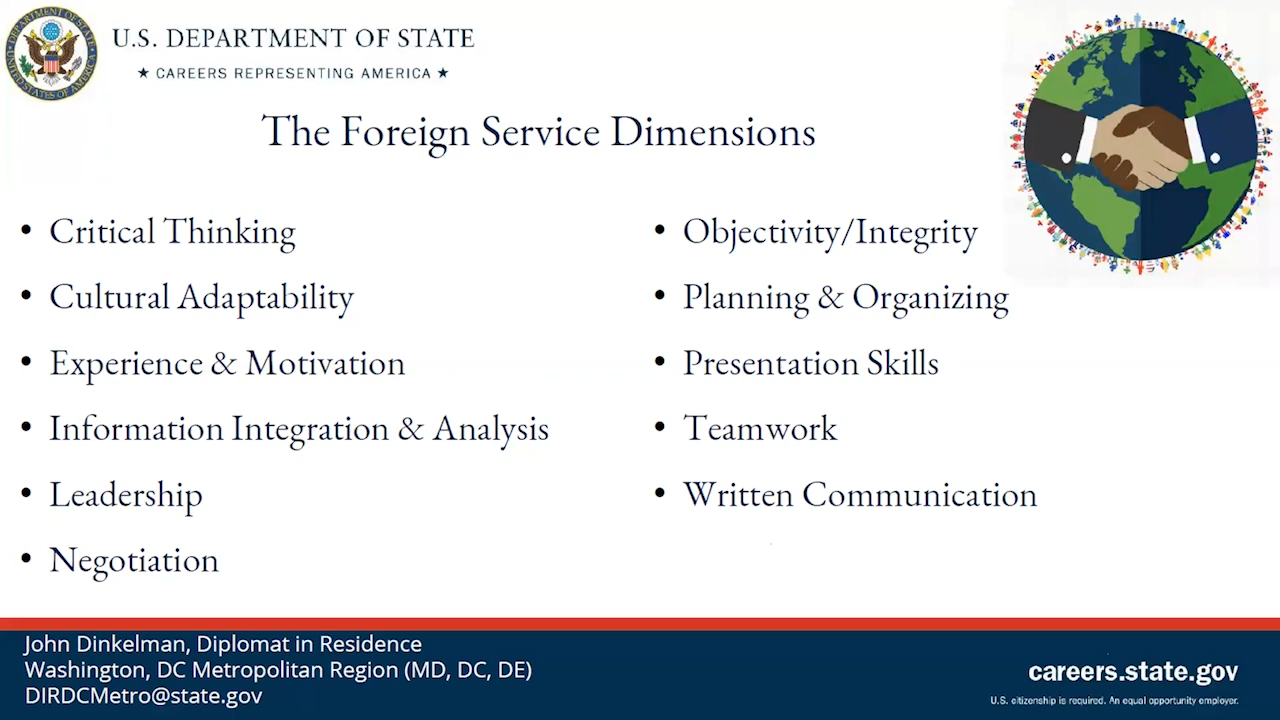 U.S. DEPARTMENT OF STATE
★ CAREERS REPRESENTING AMERICA ★
The Foreign Service Dimensions
• Critical Thinking
• Cultural Adaptability
• Experience & Motivation
• Information Integration & Analysis
• Leadership
• Negotiation
• Objectivity/Integrity
• Planning & Organizing
• Presentation Skills
• Teamwork
• Written Communication
John Dinkelman, Diplomat in Residence
Washington, DC Metropolitan Region (MD, DC, DE)
DIRDCMetro@state.gov
careers.state.gov
U.S. citizenship is required. An equal opportunity employer.